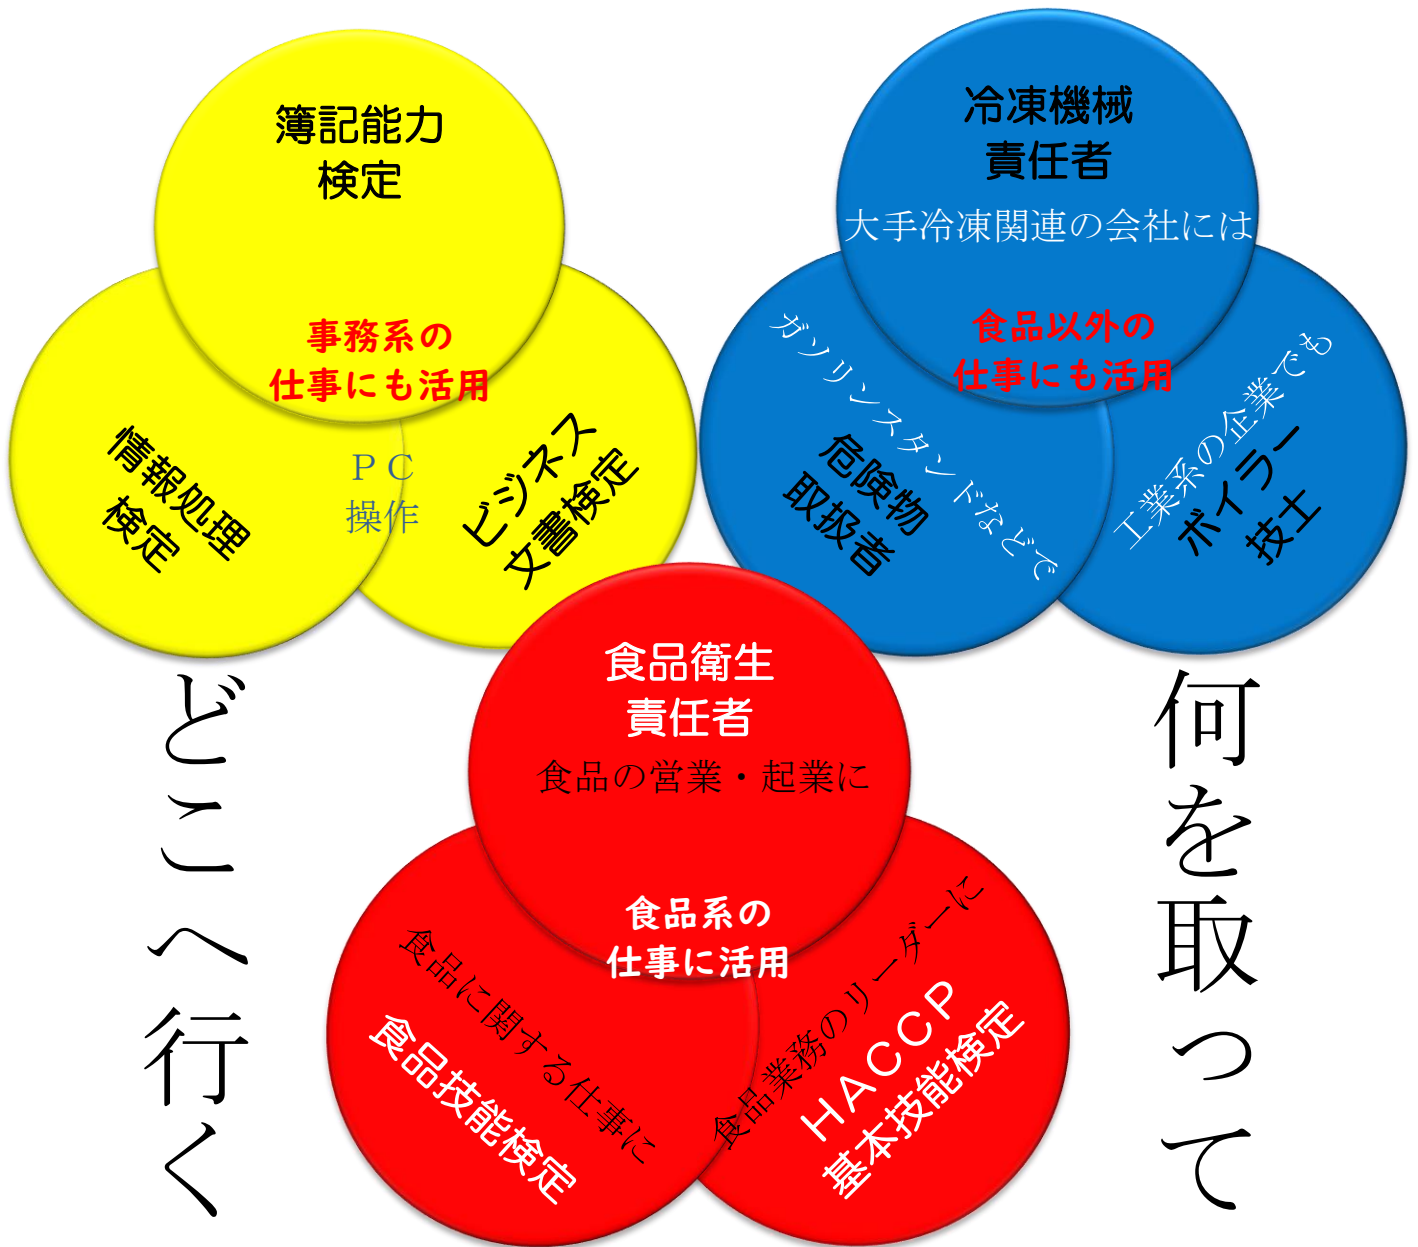 簿記能力
検定
事務系の
仕事にも活用
情報処理
検定
ＰＣ
操作
ビジネス
文書検定
冷凍機械
責任者
大手冷凍関連の会社には
食品以外の
仕事にも活用
ガソリンスタンドなどで
危険物
取扱者
工業系の企業でも
ボイラー
技士
食品衛生
責任者
食品の営業・起業に
食品系の
仕事に活用
食品に関する仕事に
食品技能検定
食品業務のリーダーに
ＨＡＣＣＰ
基本技能検定
何を取って
どこへ行く